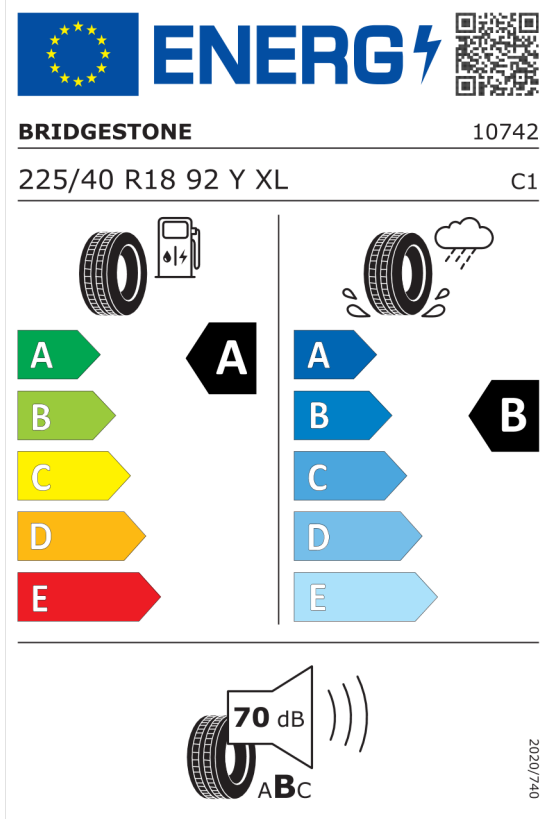 ENERG
BRIDGESTONE 10742
225/40 R18 92 Y XL C1
A A A
B B B
C C
D D
E E
70 dB
ABC
2020/740